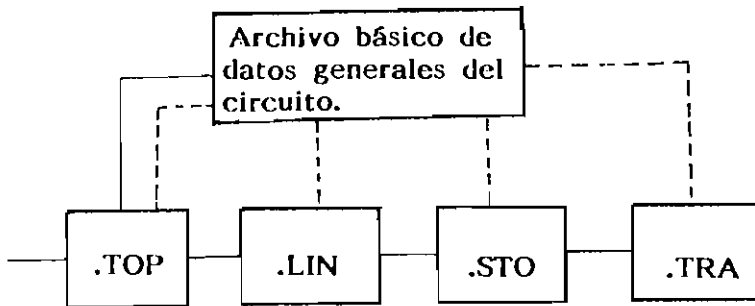 Archivo básico de
datos generales del
circuito.
.TOP
.LIN
.STO
.TRA